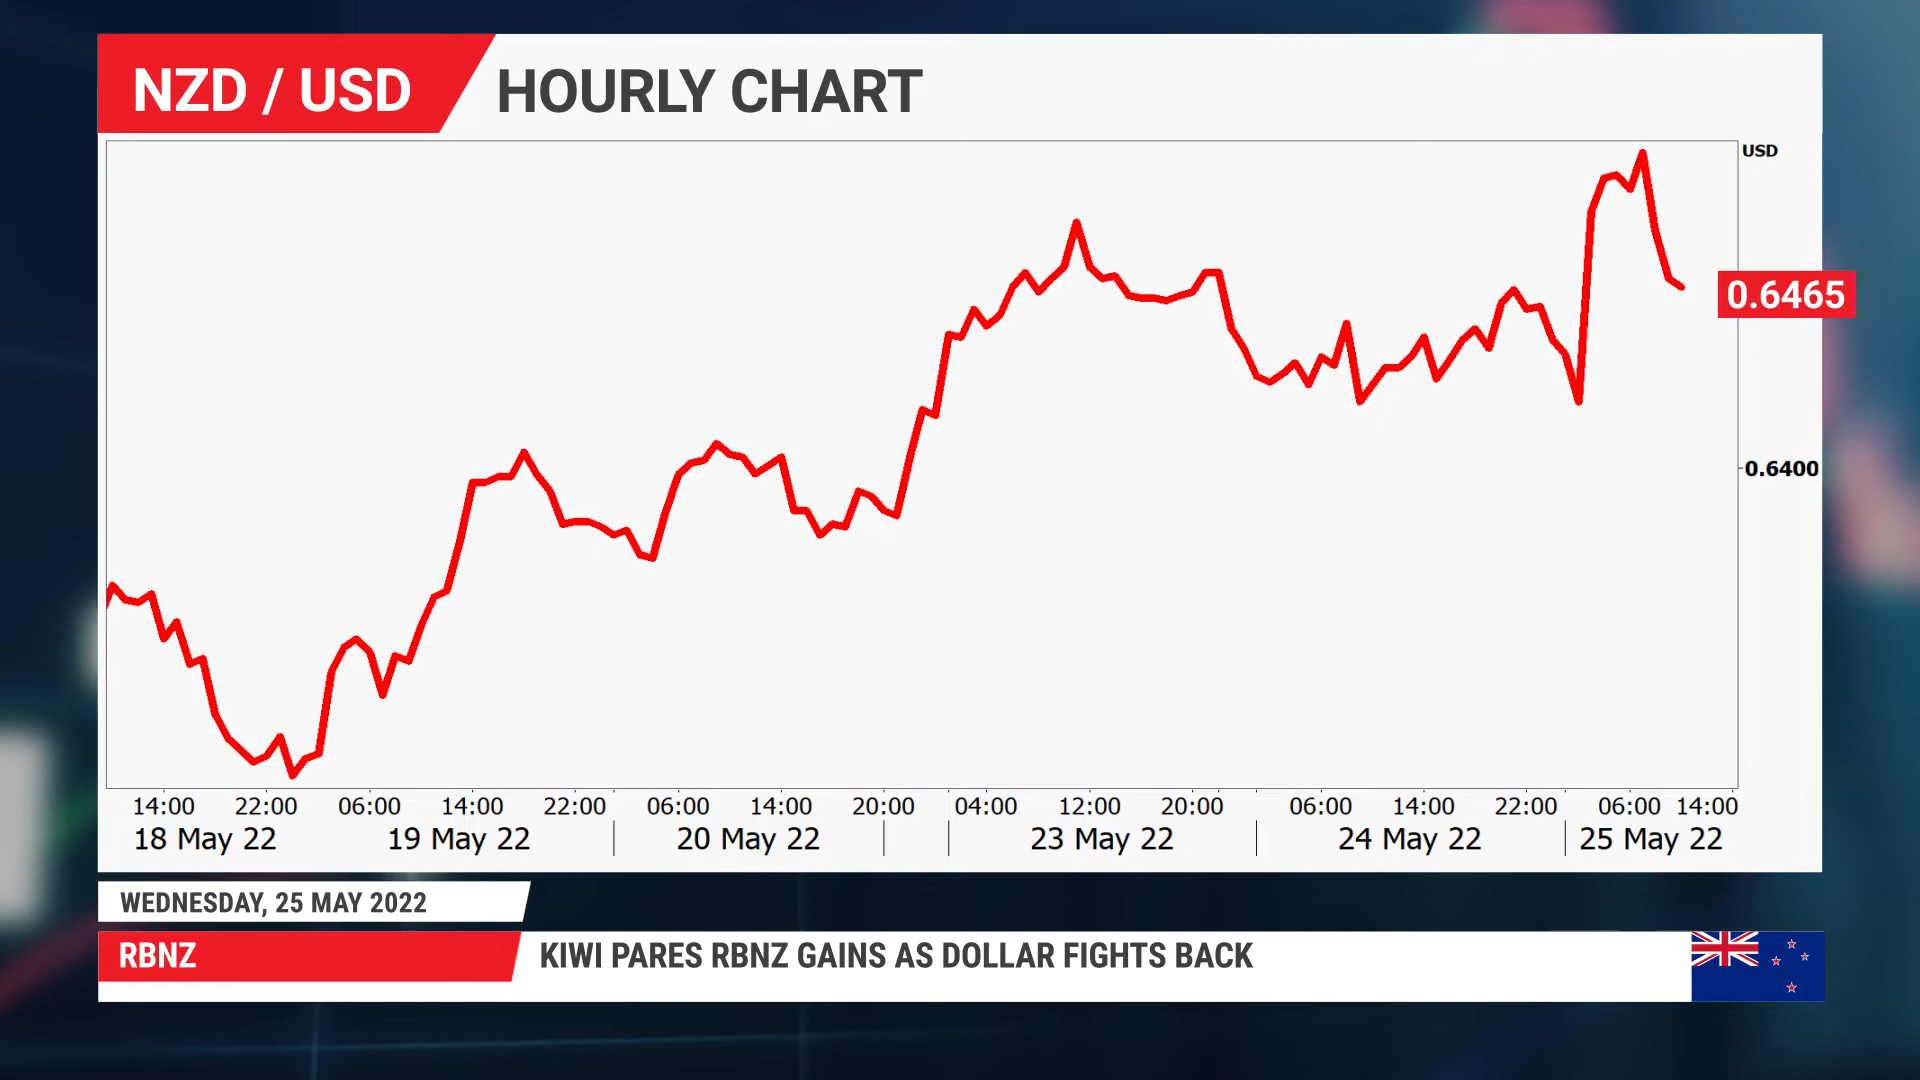 NZD / USD HOURLY CHART
USD
0.6465
0.6400
14:00 22:00 06:00 14:00 22:00 06:00 14:00 20:00 04:00 12:00 20:00 06:00 14:00 22:00 06:00 14:00
18 May 22 19 May 22 20 May 22 23 May 22 24 May 22 25 May 22
WEDNESDAY, 25 MAY 2022
RBNZ KIWI PARES RBNZ GAINS AS DOLLAR FIGHTS BACK